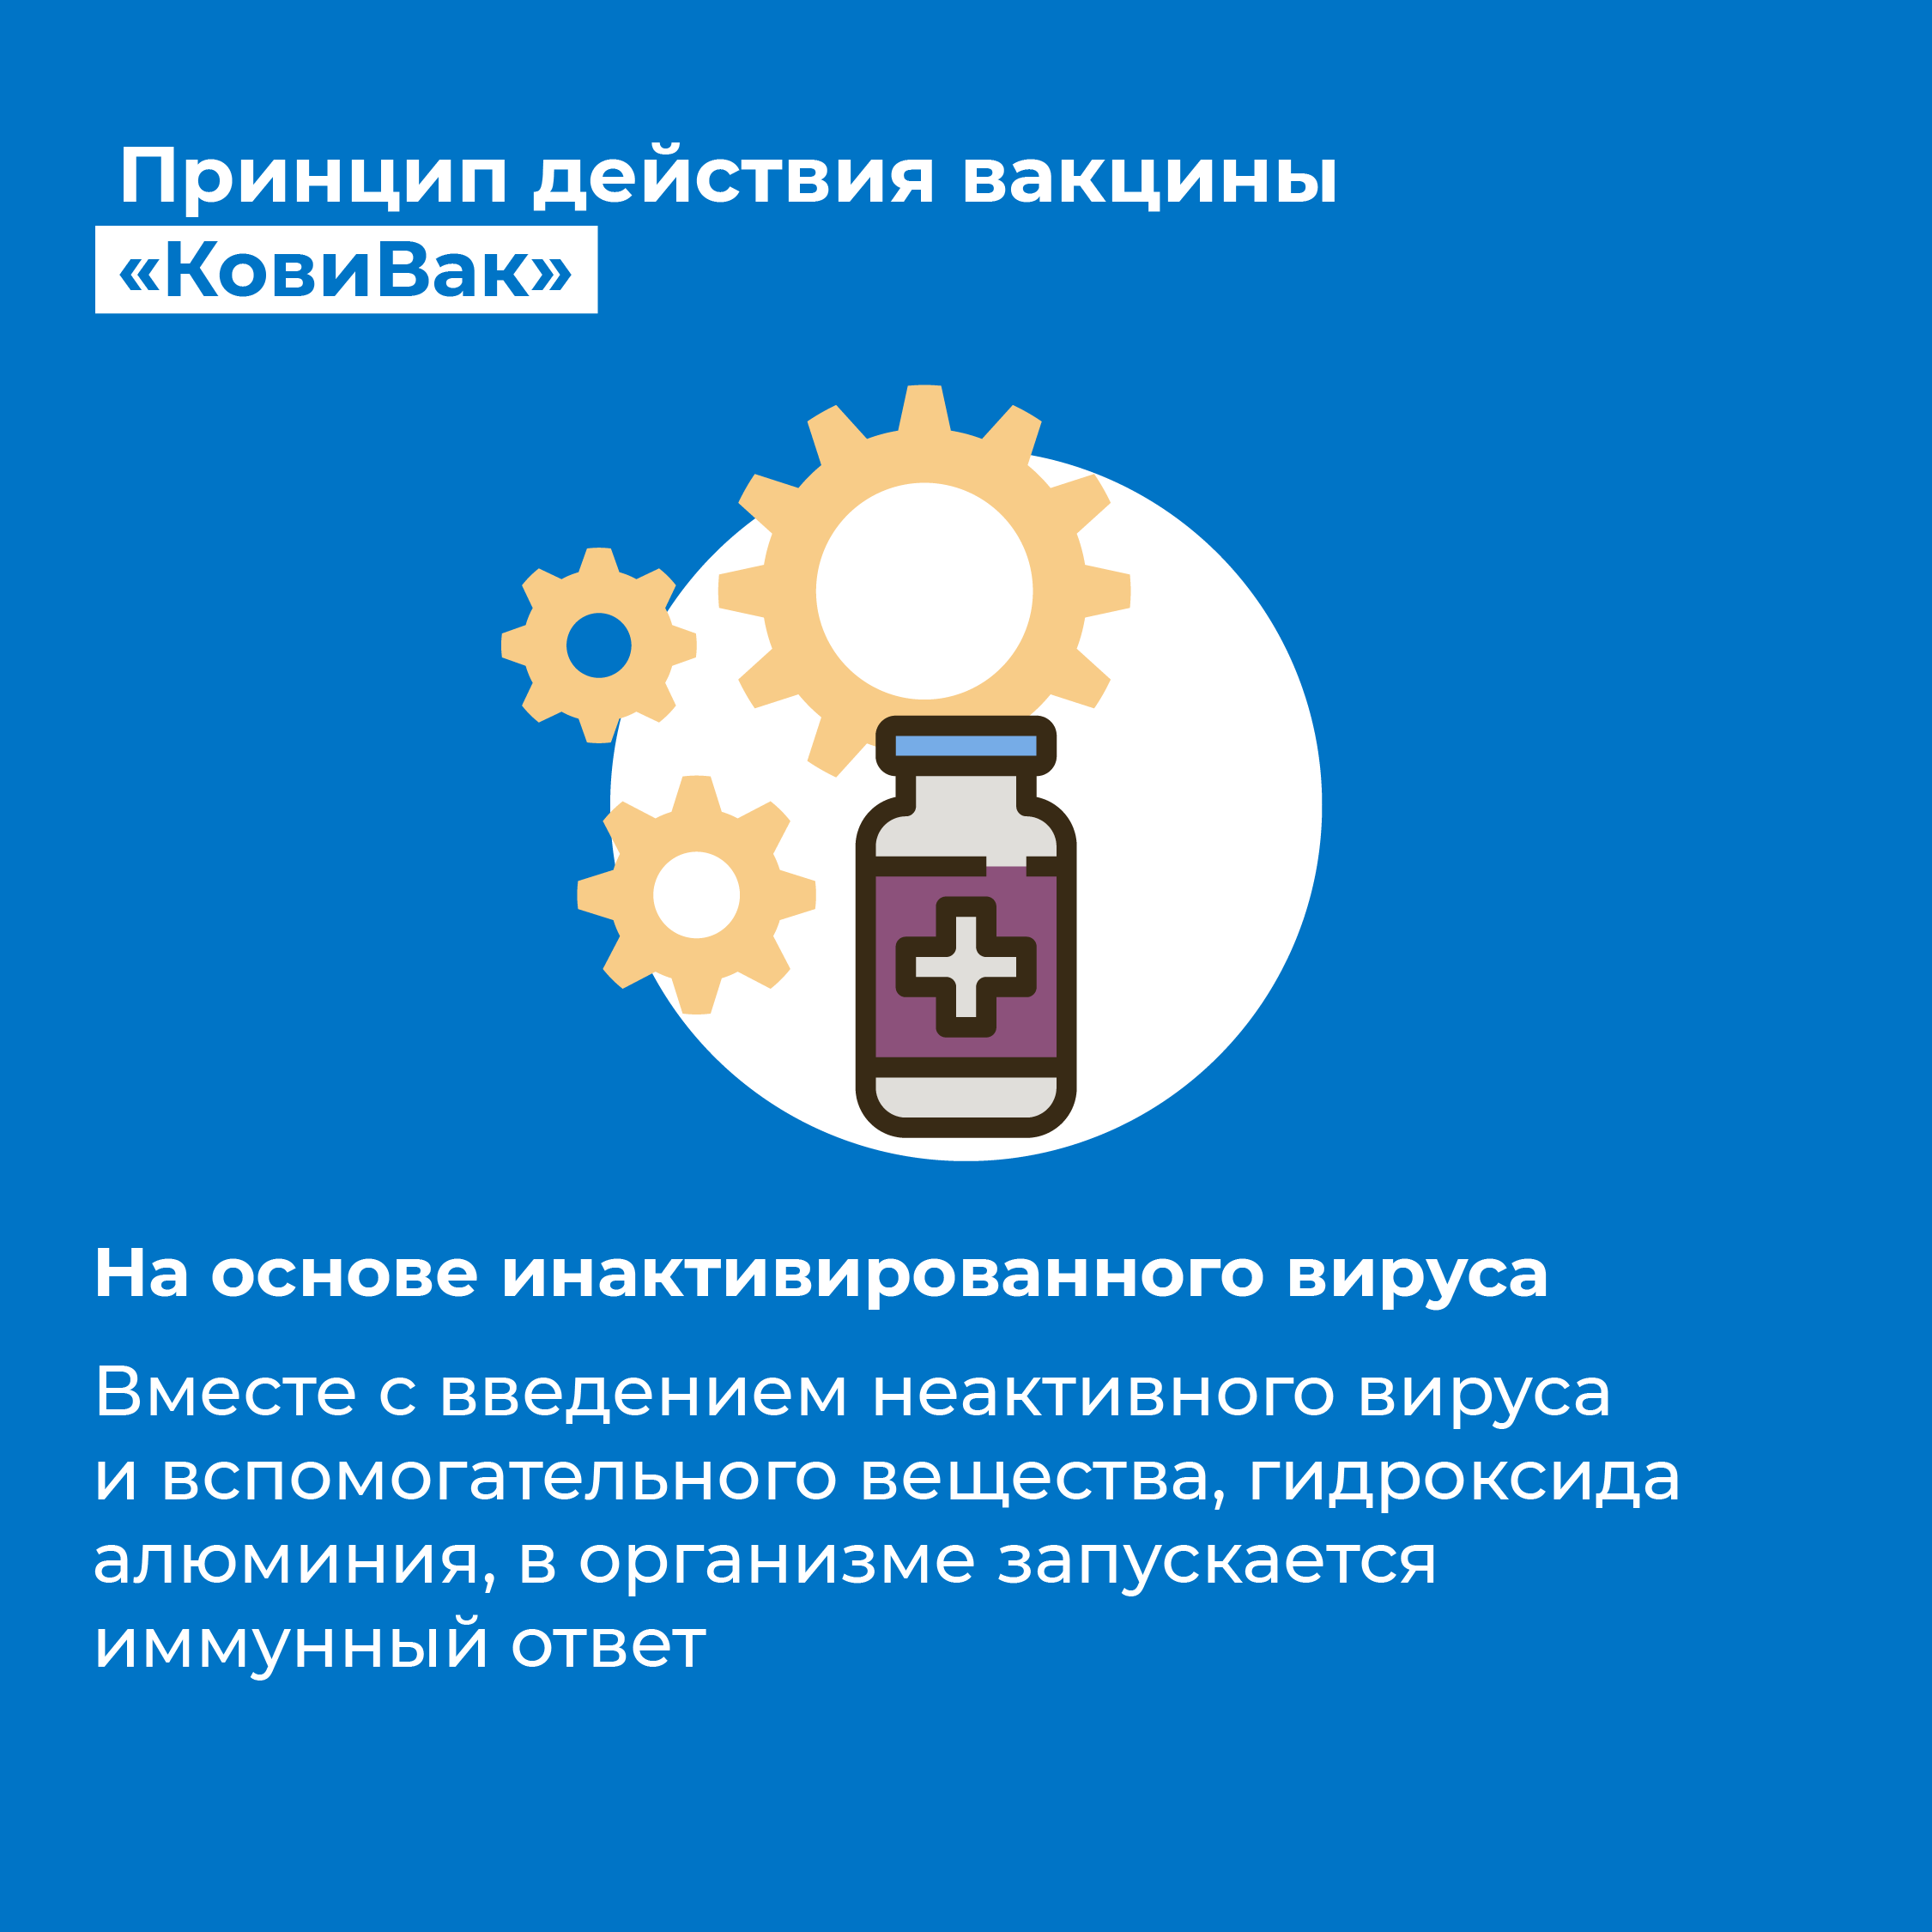 Принцип действия вакцины
«КовиВак»
На основе инактивированного вируса
Вместе с введением неактивного вируса
и вспомогательного вещества, гидроксида
алюминия, в организме запускается
иммунный ответ